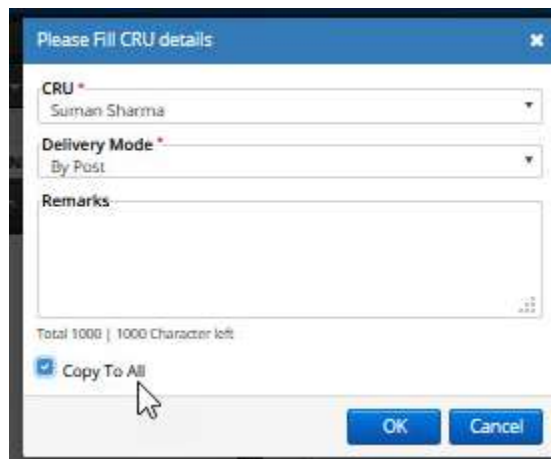 Please Fill CRU details
CRU *
Suman Sharma
Delivery Mode *
By Post
Remarks
Total 1000 | 1000 Character left
Copy To All
OK
Cancel